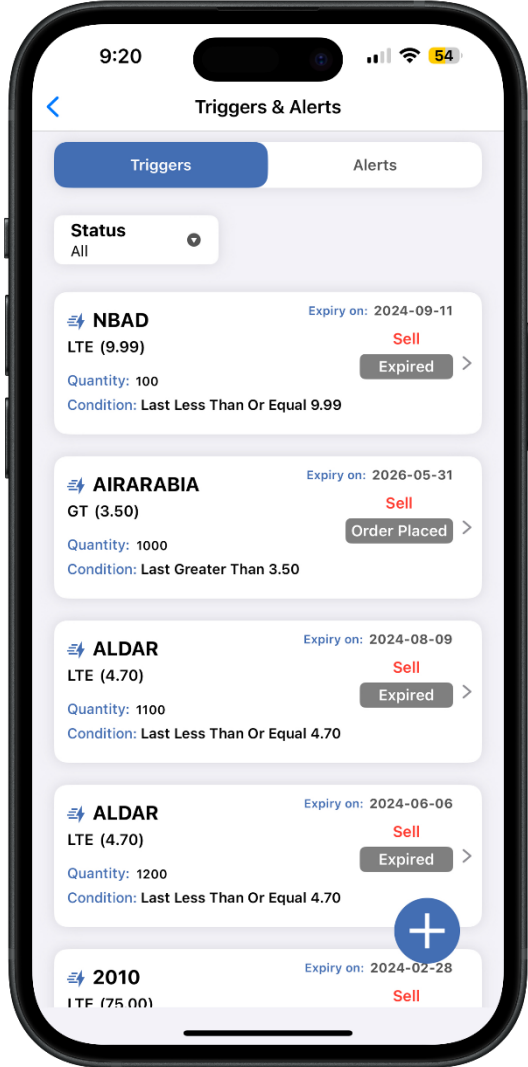 9:20
54
Triggers & Alerts
Triggers
Alerts
Status
All
NBAD
Expiry on: 2024-09-11
LTE (9.99)
Sell
Expired
Quantity: 100
Condition: Last Less Than Or Equal 9.99
AIRARABIA
Expiry on: 2026-05-31
GT (3.50)
Sell
Order Placed
Quantity: 1000
Condition: Last Greater Than 3.50
ALDAR
Expiry on: 2024-08-09
LTE (4.70)
Sell
Expired
Quantity: 1100
Condition: Last Less Than Or Equal 4.70
ALDAR
Expiry on: 2024-06-06
LTE (4.70)
Sell
Expired
Quantity: 1200
Condition: Last Less Than Or Equal 4.70
2010
Expiry on: 2024-02-28
LTE (75.00)
Sell